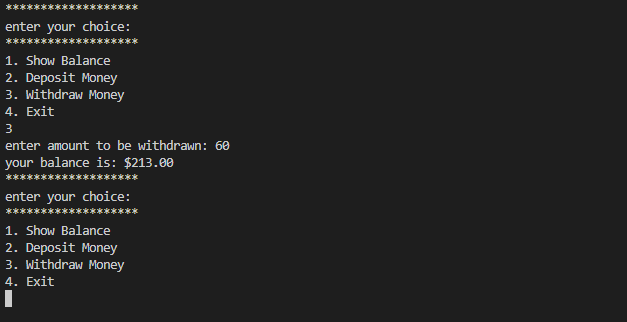 *******************
enter your choice:
*******************
1. Show Balance
2. Deposit Money
3. Withdraw Money
4. Exit
3
enter amount to be withdrawn: 60
your balance is: $213.00
*******************
enter your choice:
*******************
1. Show Balance
2. Deposit Money
3. Withdraw Money
4. Exit